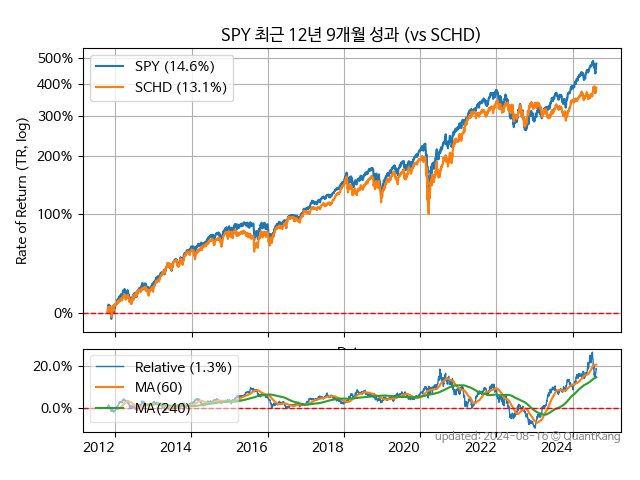 SPY 최근 12년 9개월 성과 (vs SCHD)
Rate of Return (TR, log)
500%
400%
300%
200%
100%
0%
SPY (14.6%)
SCHD (13.1%)
20.0%
0.0%
Relative (1.3%)
MA(60)
MA(240)
2012 2014 2016 2018 2020 2022 2024
updated: 2024-08-16 © QuantKang